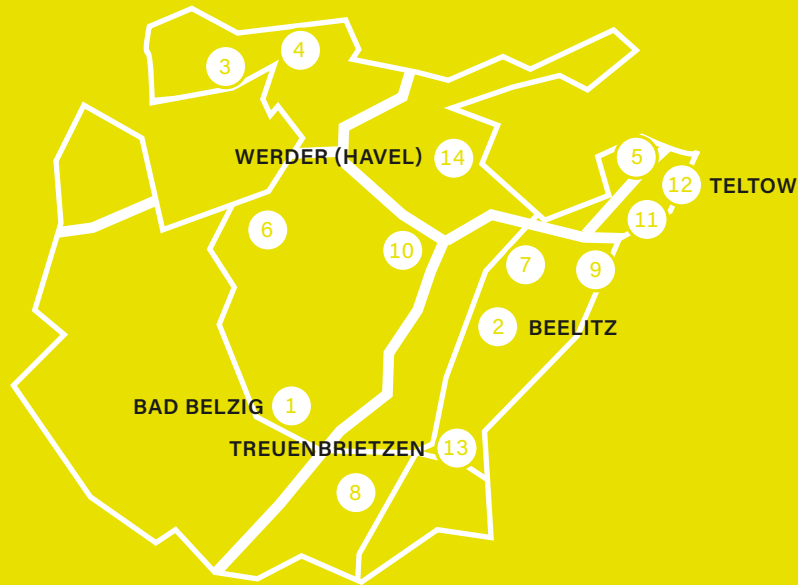 4
3
5
WERDER (HAVEL) 14
12 TELTOW
11
6
10
7
9
2 BEELITZ
BAD BELZIG 1
TREUENBRIETZEN 13
8